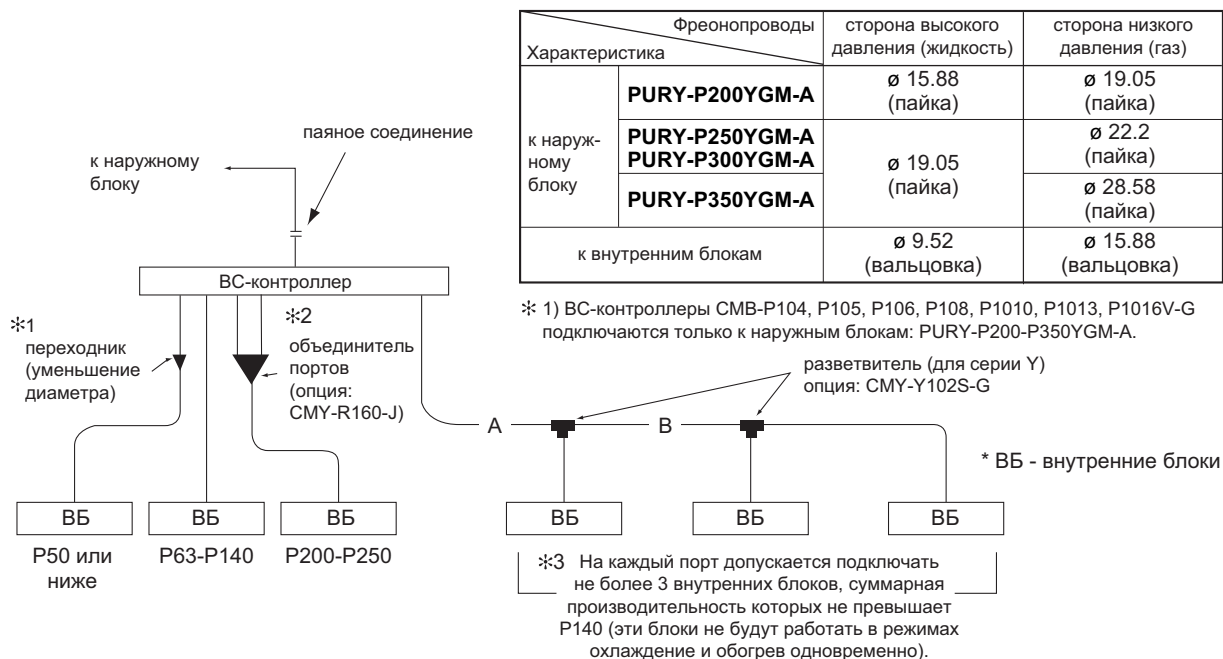 Фреонопроводы
Характеристика
сторона высокого
давления (жидкость)
сторона низкого
давления (газ)
к наруж-
ному
блоку
PURY-P200YGM-A
ø 15.88
(пайка)
ø 19.05
(пайка)
PURY-P250YGM-A
PURY-P300YGM-A
ø 19.05
(пайка)
ø 22.2
(пайка)
PURY-P350YGM-A
ø 28.58
(пайка)
к внутренним блокам
ø 9.52
(вальцовка)
ø 15.88
(вальцовка)
✻ 1) ВС-контроллеры CMB-P104, P105, P106, P108, P1010, P1013, P1016V-G
подключаются только к наружным блокам: PURY-P200-P350YGM-A.
паяное соединение
к наружному
блоку
ВС-контроллер
✻1
переходник
(уменьшение
диаметра)
✻2
объединитель
портов
(опция:
CMY-R160-J)
разветвитель (для серии Y)
опция: CMY-Y102S-G
A
B
* ВБ - внутренние блоки
ВБ
ВБ
ВБ
ВБ
ВБ
ВБ
P50 или
ниже
P63-P140
P200-P250
✻3 На каждый порт допускается подключать
не более 3 внутренних блоков, суммарная
производительность которых не превышает
P140 (эти блоки не будут работать в режимах
охлаждение и обогрев одновременно).